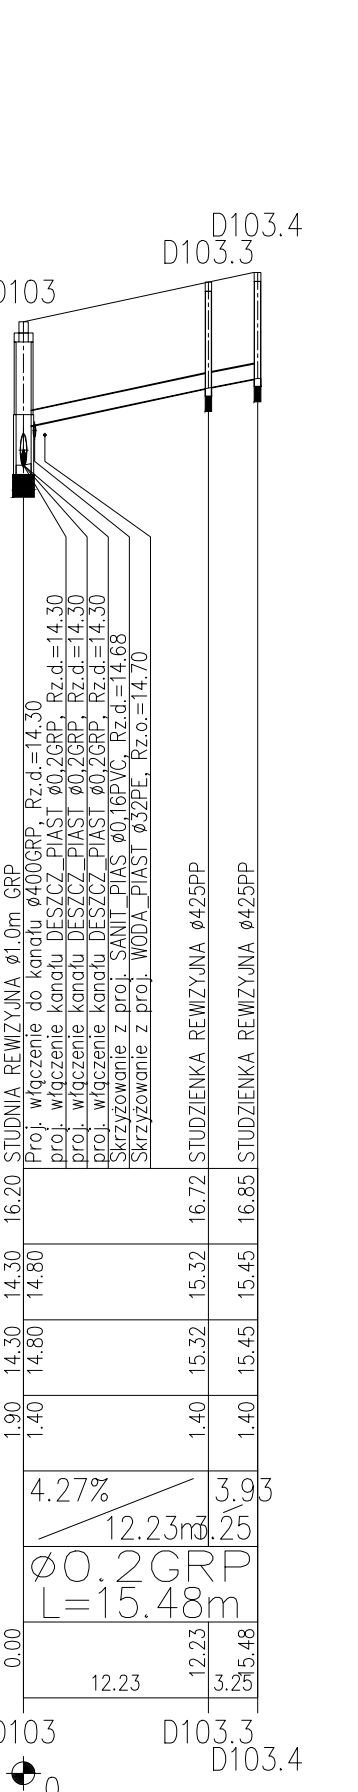 D103.4
D103.3
D103
STUDNIA REWIZYJNA ø1.0m GRP
Proj. włączenie do kanału ø400GRP, Rz.d.=14.30
proj. włączenie kanału DESZCZ_PIAST ø0,2GRP, Rz.d.=14.30
proj. włączenie kanału DESZCZ_PIAST ø0,2GRP, Rz.d.=14.30
proj. włączenie kanału DESZCZ_PIAST ø0,2GRP, Rz.d.=14.30
Skrzyżowanie z proj. SANIT_PIAS ø0,16PVC, Rz.d.=14.68
Skrzyżowanie z proj. WODA_PIAST ø32PE, Rz.o.=14.70
STUDZIENKA REWIZYJNA ø425PP
STUDZIENKA REWIZYJNA ø425PP
16.20 16.72 16.85
14.30 14.80 15.32 15.45
14.30 14.80 15.32 15.45
1.90 1.40 1.40 1.40
4.27% 3.93
12.23m 3.25
ø0.2GRP
L=15.48m
0.00 12.23 15.48
12.23 3.25
D103 D103.3
D103.4
0